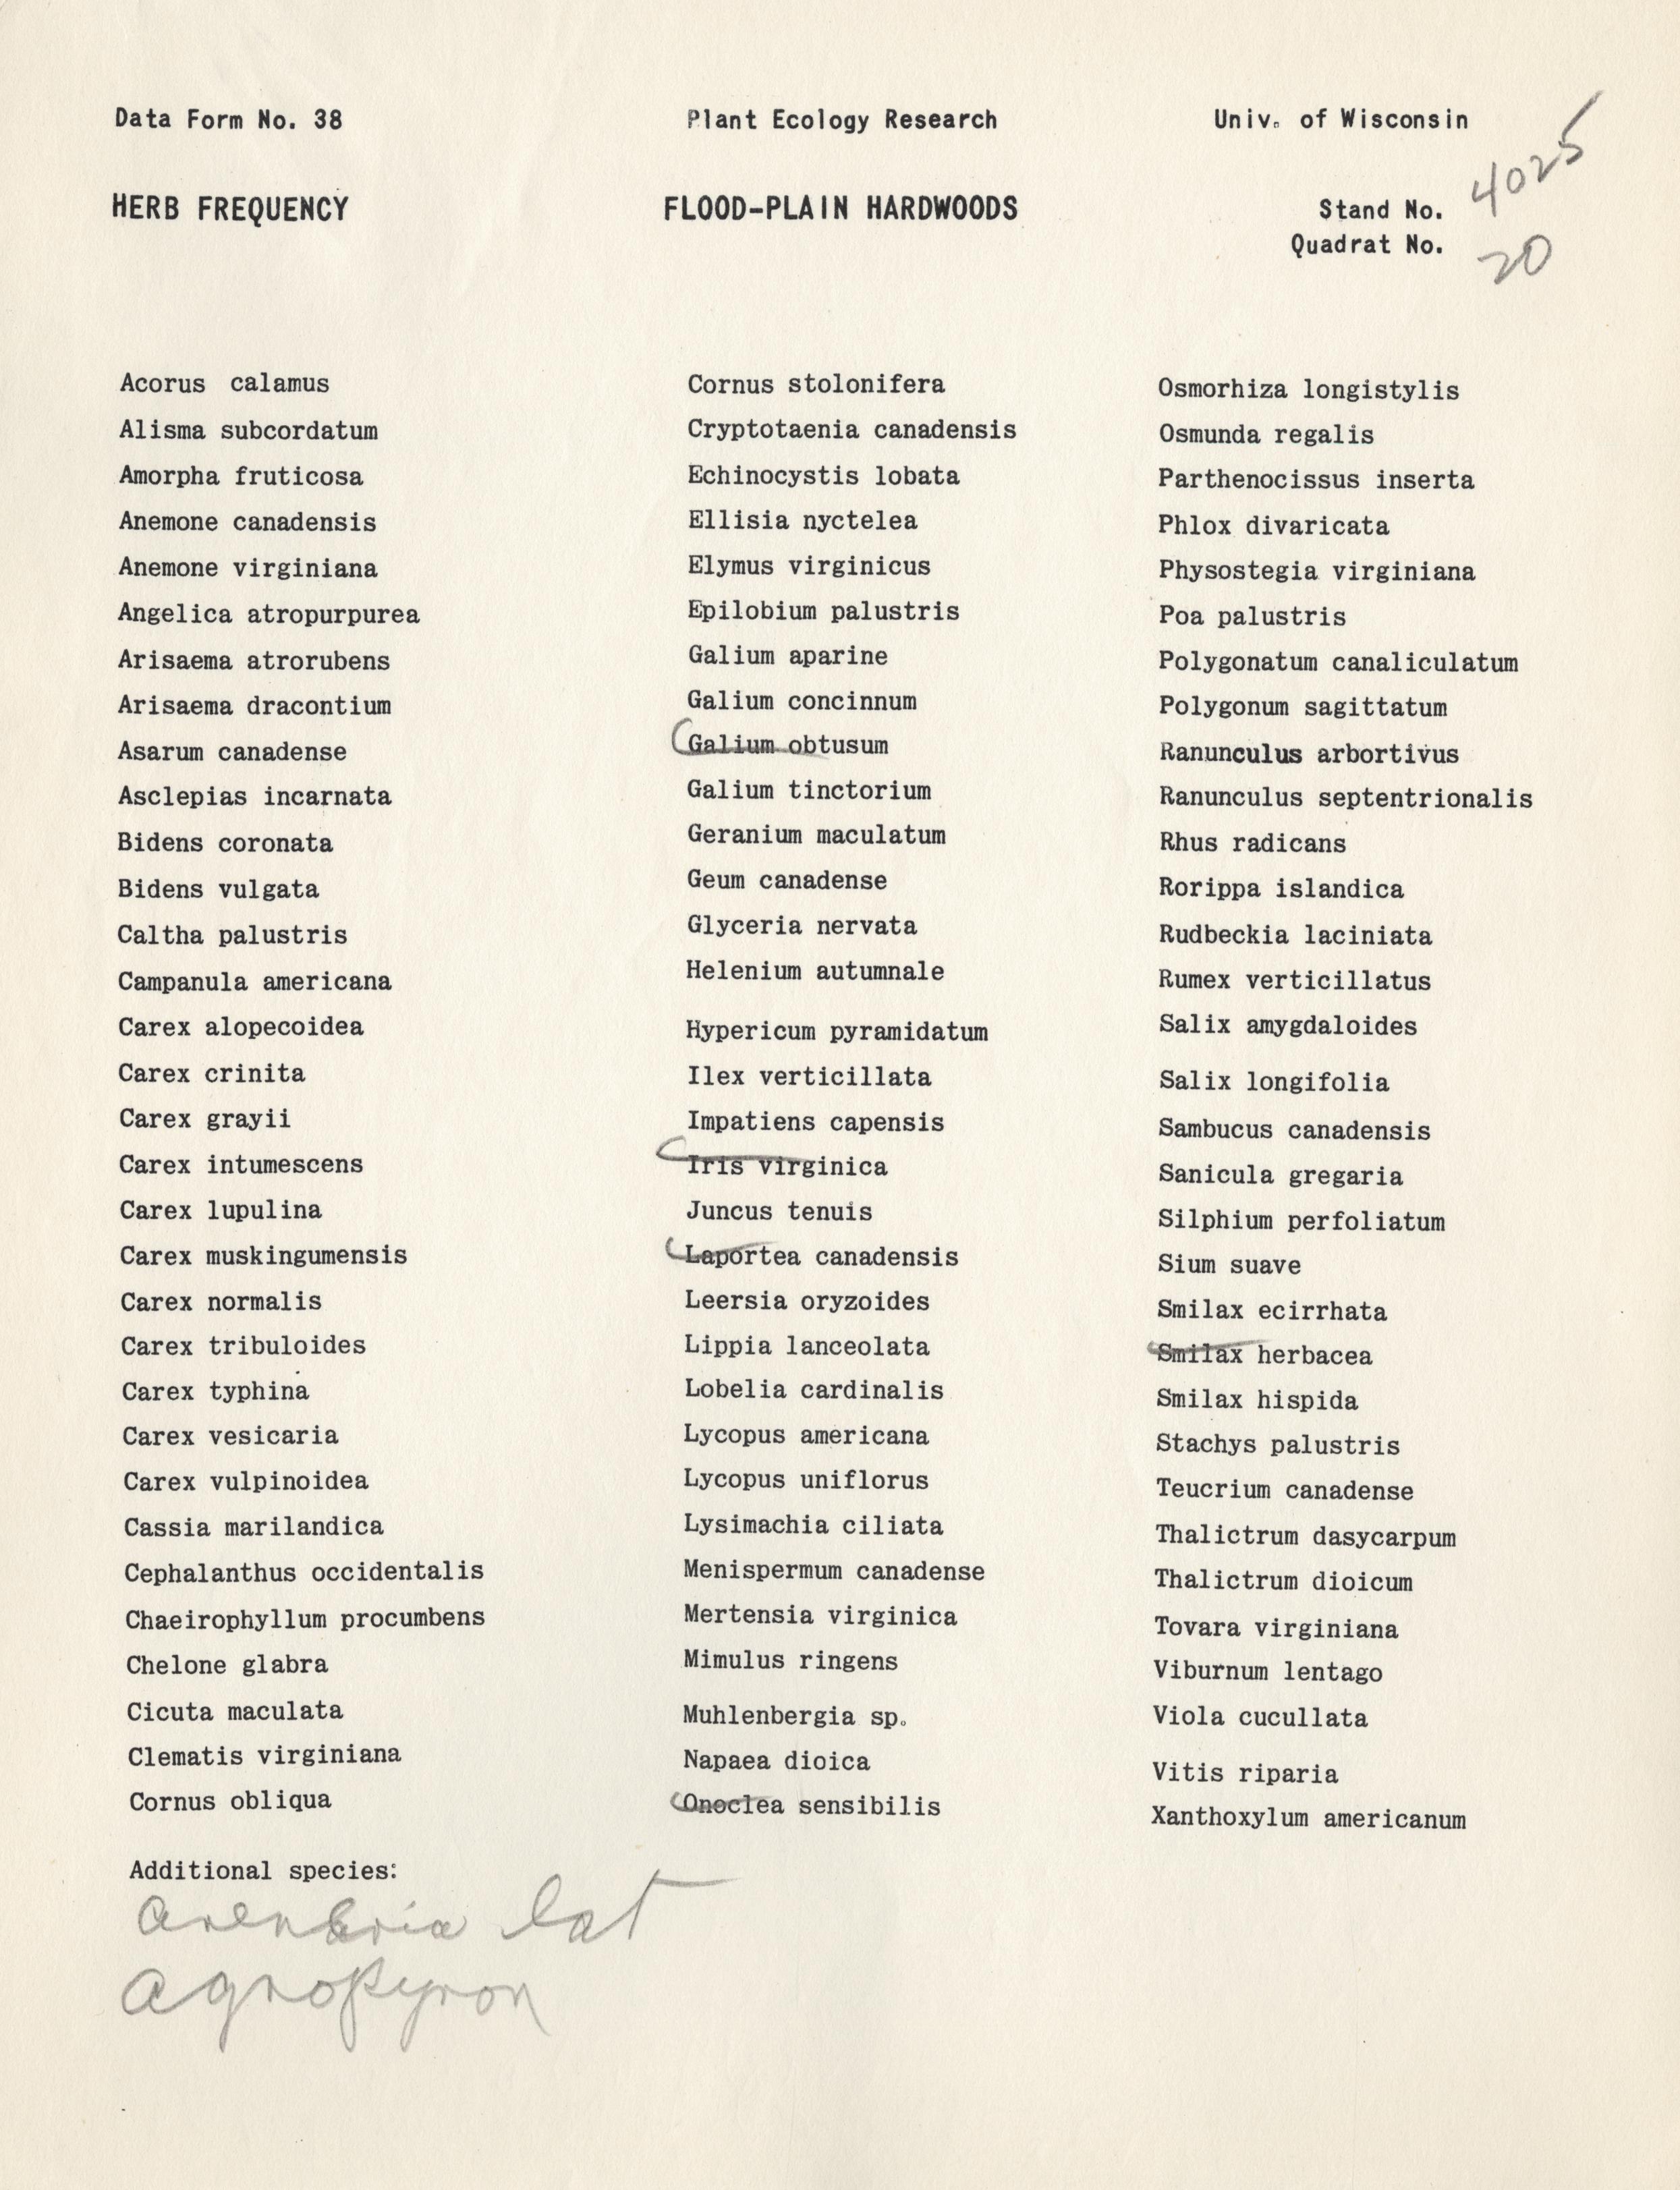 Data Form No. 38
Plant Ecology Research
Univ. of Wisconsin
HERB FREQUENCY
FLOOD-PLAIN HARDWOODS
Stand No. 4025
Quadrat No. 20
Acorus calamus
Alisma subcordatum
Amorpha fruticosa
Anemone canadensis
Anemone virginiana
Angelica atropurpurea
Arisaema atrorubens
Arisaema dracontium
Asarum canadense
Asclepias incarnata
Bidens coronata
Bidens vulgata
Caltha palustris
Campanula americana
Carex alopecoidea
Carex crinita
Carex grayii
Carex intumescens
Carex lupulina
Carex muskingumensis
Carex normalis
Carex tribuloides
Carex typhina
Carex vesicaria
Carex vulpinoidea
Cassia marilandica
Cephalanthus occidentalis
Chaeirophyllum procumbens
Chelone glabra
Cicuta maculata
Clematis virginiana
Cornus obliqua
Cornus stolonifera
Cryptotaenia canadensis
Echinocystis lobata
Ellisia nyctelea
Elymus virginicus
Epilobium palustris
Galium aparine
Galium concinnum
Galium obtusum
Galium tinctorium
Geranium maculatum
Geum canadense
Glyceria nervata
Helenium autumnale
Hypericum pyramidatum
Ilex verticillata
Impatiens capensis
Iris virginica
Juncus tenuis
Laportea canadensis
Leersia oryzoides
Lippia lanceolata
Lobelia cardinalis
Lycopus americana
Lycopus uniflorus
Lysimachia ciliata
Menispermum canadense
Mertensia virginica
Mimulus ringens
Muhlenbergia sp.
Napaea dioica
Onoclea sensibilis
Osmorhiza longistylis
Osmunda regalis
Parthenocissus inserta
Phlox divaricata
Physostegia virginiana
Poa palustris
Polygonatum canaliculatum
Polygonum sagittatum
Ranunculus arbortivus
Ranunculus septentrionalis
Rhus radicans
Rorippa islandica
Rudbeckia laciniata
Rumex verticillatus
Salix amygdaloides
Salix longifolia
Sambucus canadensis
Sanicula gregaria
Silphium perfoliatum
Sium suave
Smilax ecirrhata
Smilax herbacea
Smilax hispida
Stachys palustris
Teucrium canadense
Thalictrum dasycarpum
Thalictrum dioicum
Tovara virginiana
Viburnum lentago
Viola cucullata
Vitis riparia
Xanthoxylum americanum
Additional species:
lat
agropyron